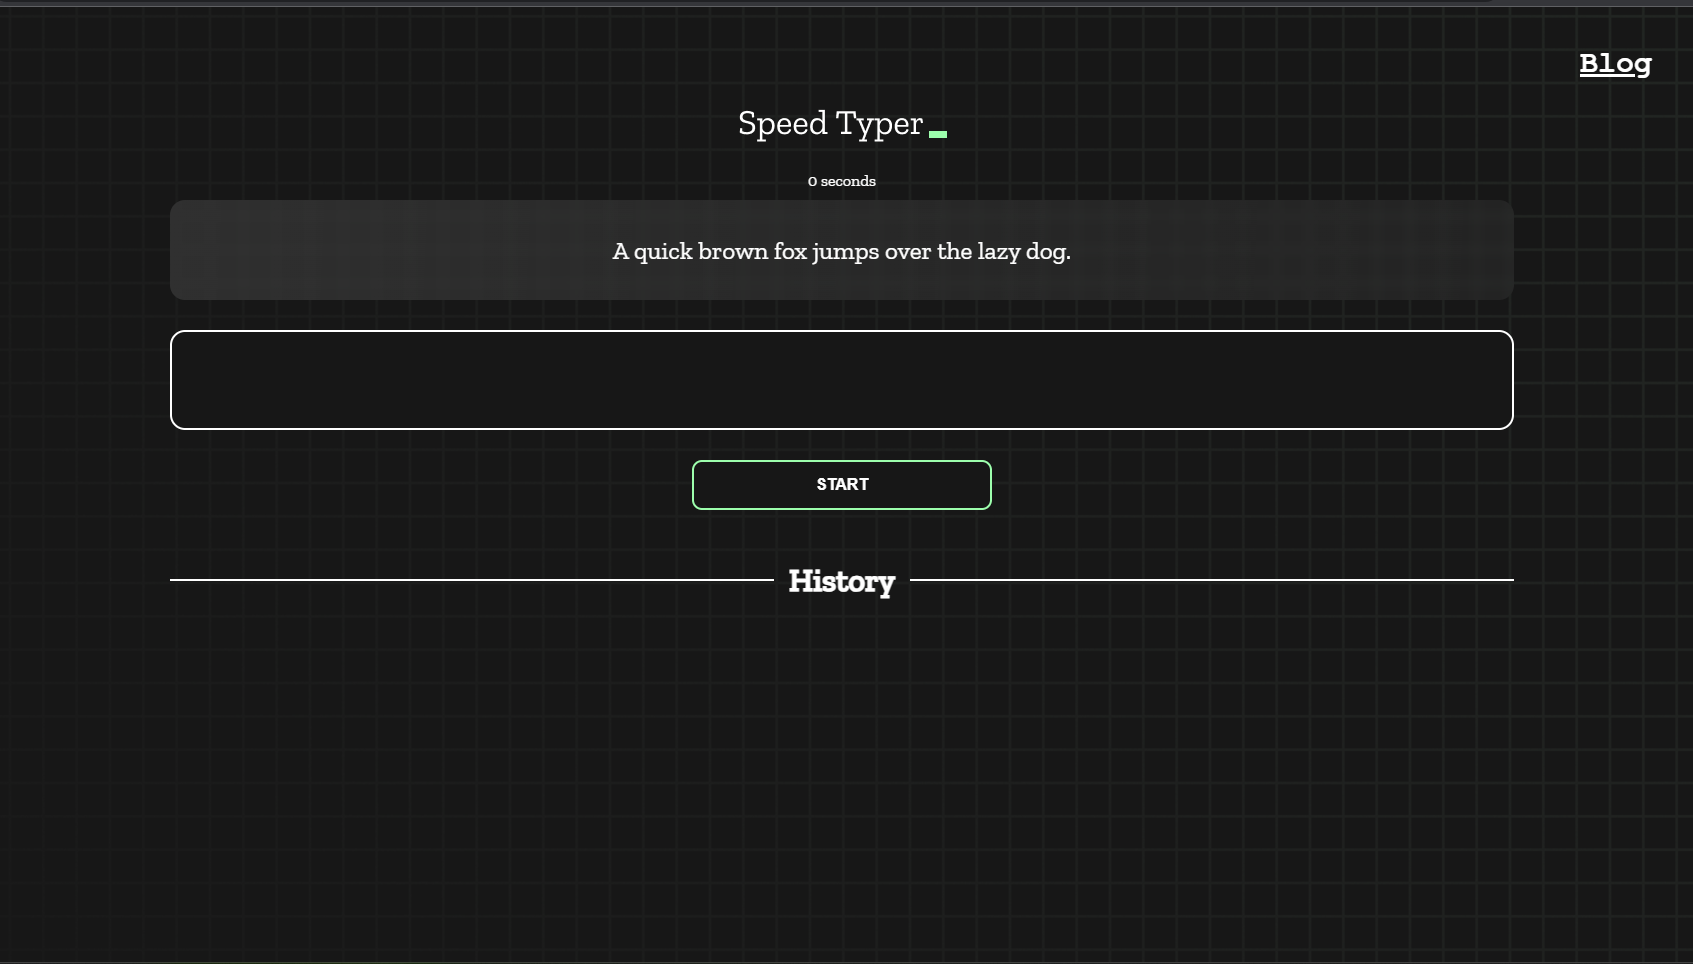 Blog
Speed Typer
0 seconds
A quick brown fox jumps over the lazy dog.
START
History